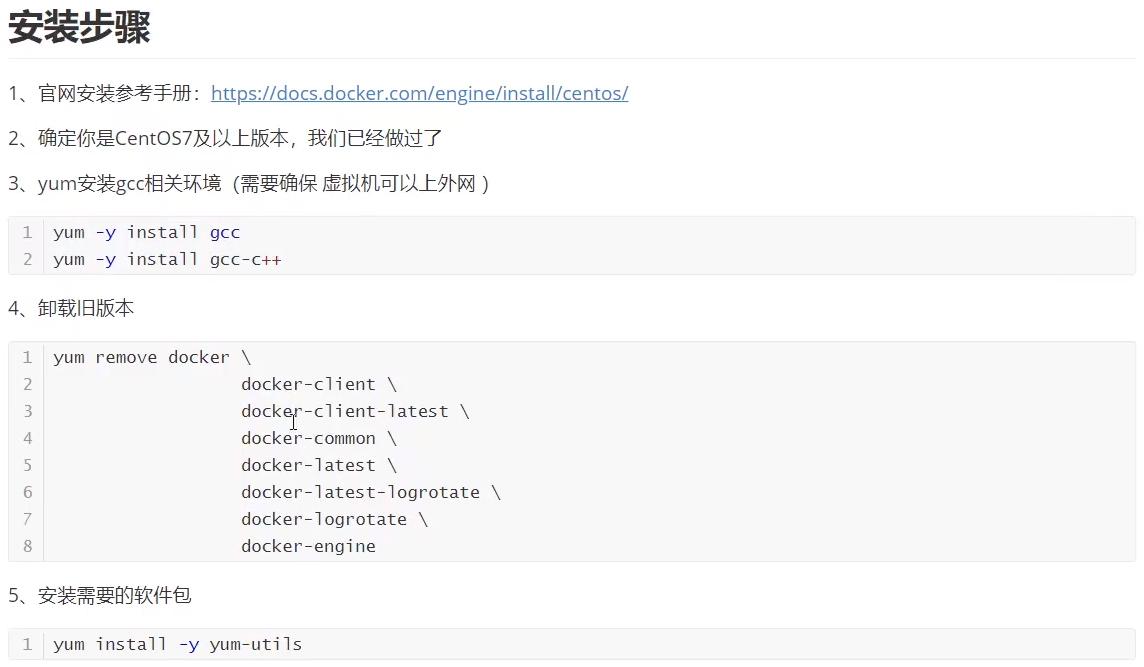 安装步骤
1、官网安装参考手册：https://docs.docker.com/engine/install/centos/
2、确定你是CentOS7及以上版本，我们已经做过了
3、yum安装gcc相关环境（需要确保 虚拟机可以上外网 ）
1 yum -y install gcc
2 yum -y install gcc-c++
4、卸载旧版本
1 yum remove docker \
2 docker-client \
3 docker-client-latest \
4 docker-common \
5 docker-latest \
6 docker-latest-logrotate \
7 docker-logrotate \
8 docker-engine
5、安装需要的软件包
1 yum install -y yum-utils